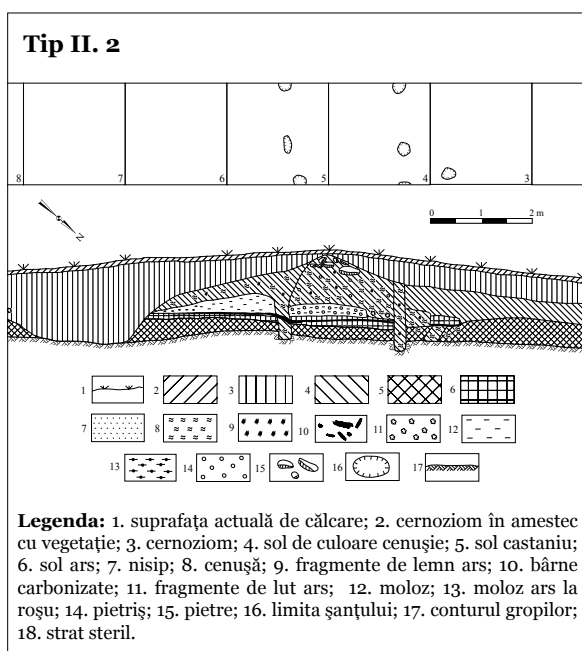 Tip II. 2
8 7 6 5 4 3
N
0 1 2 m
1 2 3 4 5 6
7 8 9 10 11 12
13 14 15 16 17
Legenda: 1. suprafaţa actuală de călcare; 2. cernoziom în amestec
cu vegetaţie; 3. cernoziom; 4. sol de culoare cenuşie; 5. sol castaniu;
6. sol ars; 7. nisip; 8. cenuşă; 9. fragmente de lemn ars; 10. bârne
carbonizate; 11. fragmente de lut ars; 12. moloz; 13. moloz ars la
roşu; 14. pietriş; 15. pietre; 16. limita şanţului; 17. conturul gropilor;
18. strat steril.